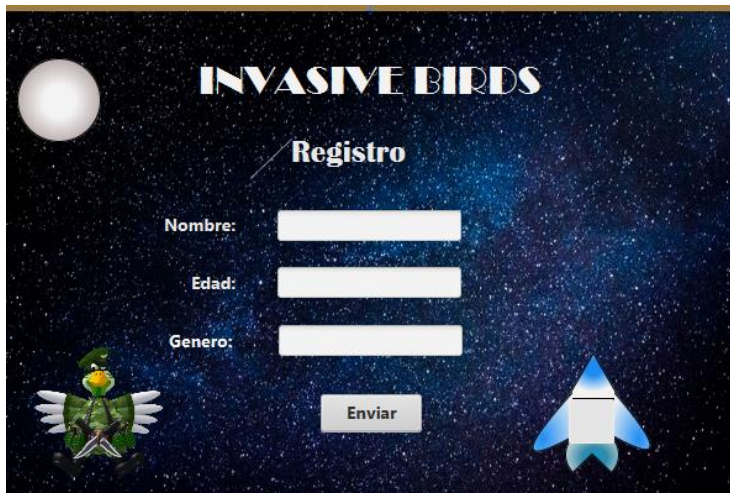 INVASIVE BIRDS
Registro
Nombre:
Edad:
Genero:
Enviar